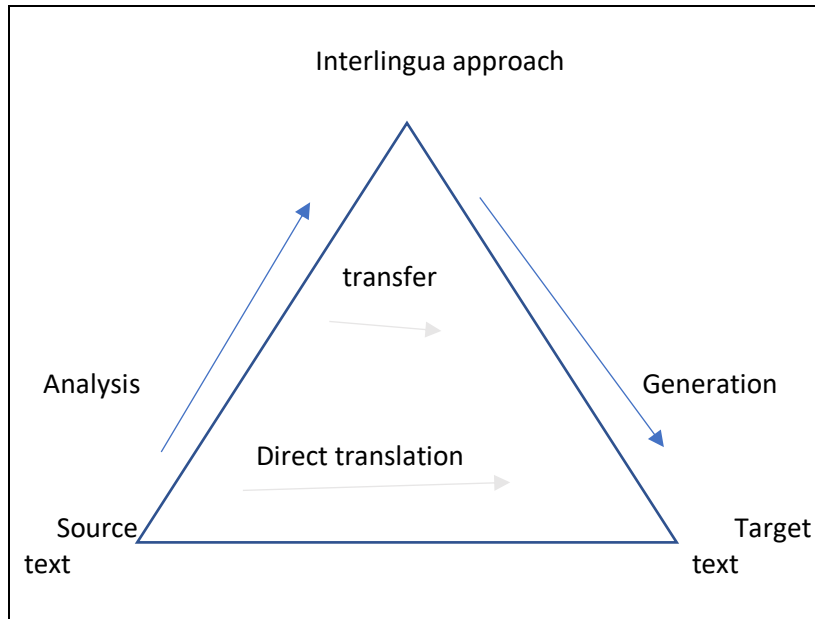 Interlingua approach
transfer
Analysis
Generation
Direct translation
Source
text
Target
text